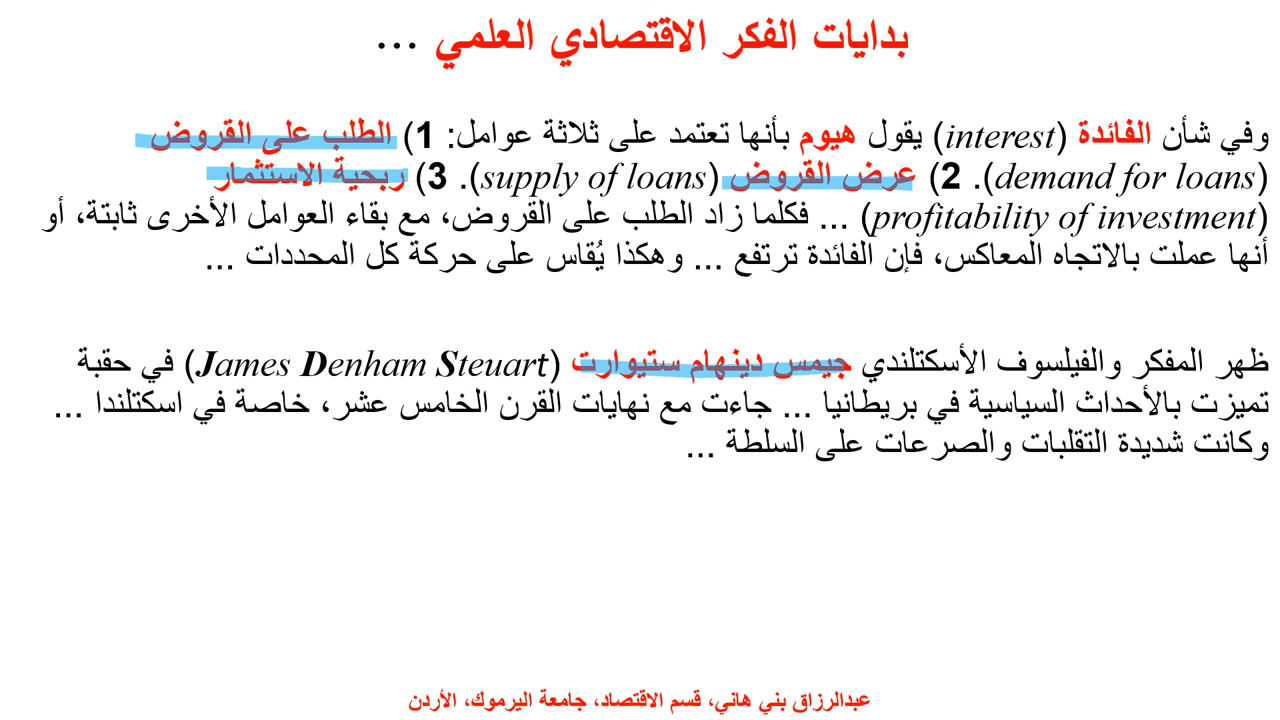 بدايات الفكر الاقتصادي العلمي ...
وفي شأن الفائدة (interest) يقول هيوم بأنها تعتمد على ثلاثة عوامل: 1) الطلب على القروض
(demand for loans). 2) عرض القروض (supply of loans). 3) ربحية الاستثمار
(profitability of investment) ... فكلما زاد الطلب على القروض، مع بقاء العوامل الأخرى ثابتة، أو
أنها عملت بالاتجاه المعاكس، فإن الفائدة ترتفع ... وهكذا يُقاس على حركة كل المحددات ...
ظهر المفكر والفيلسوف الأسكتلندي جيمس دينهام ستيوارت (James Denham Steuart) في حقبة
تميزت بالأحداث السياسية في بريطانيا ... جاءت مع نهايات القرن الخامس عشر، خاصة في اسكتلندا ...
وكانت شديدة التقلبات والصرعات على السلطة ...
عبدالرزاق بني هاني، قسم الاقتصاد، جامعة اليرموك، الأردن